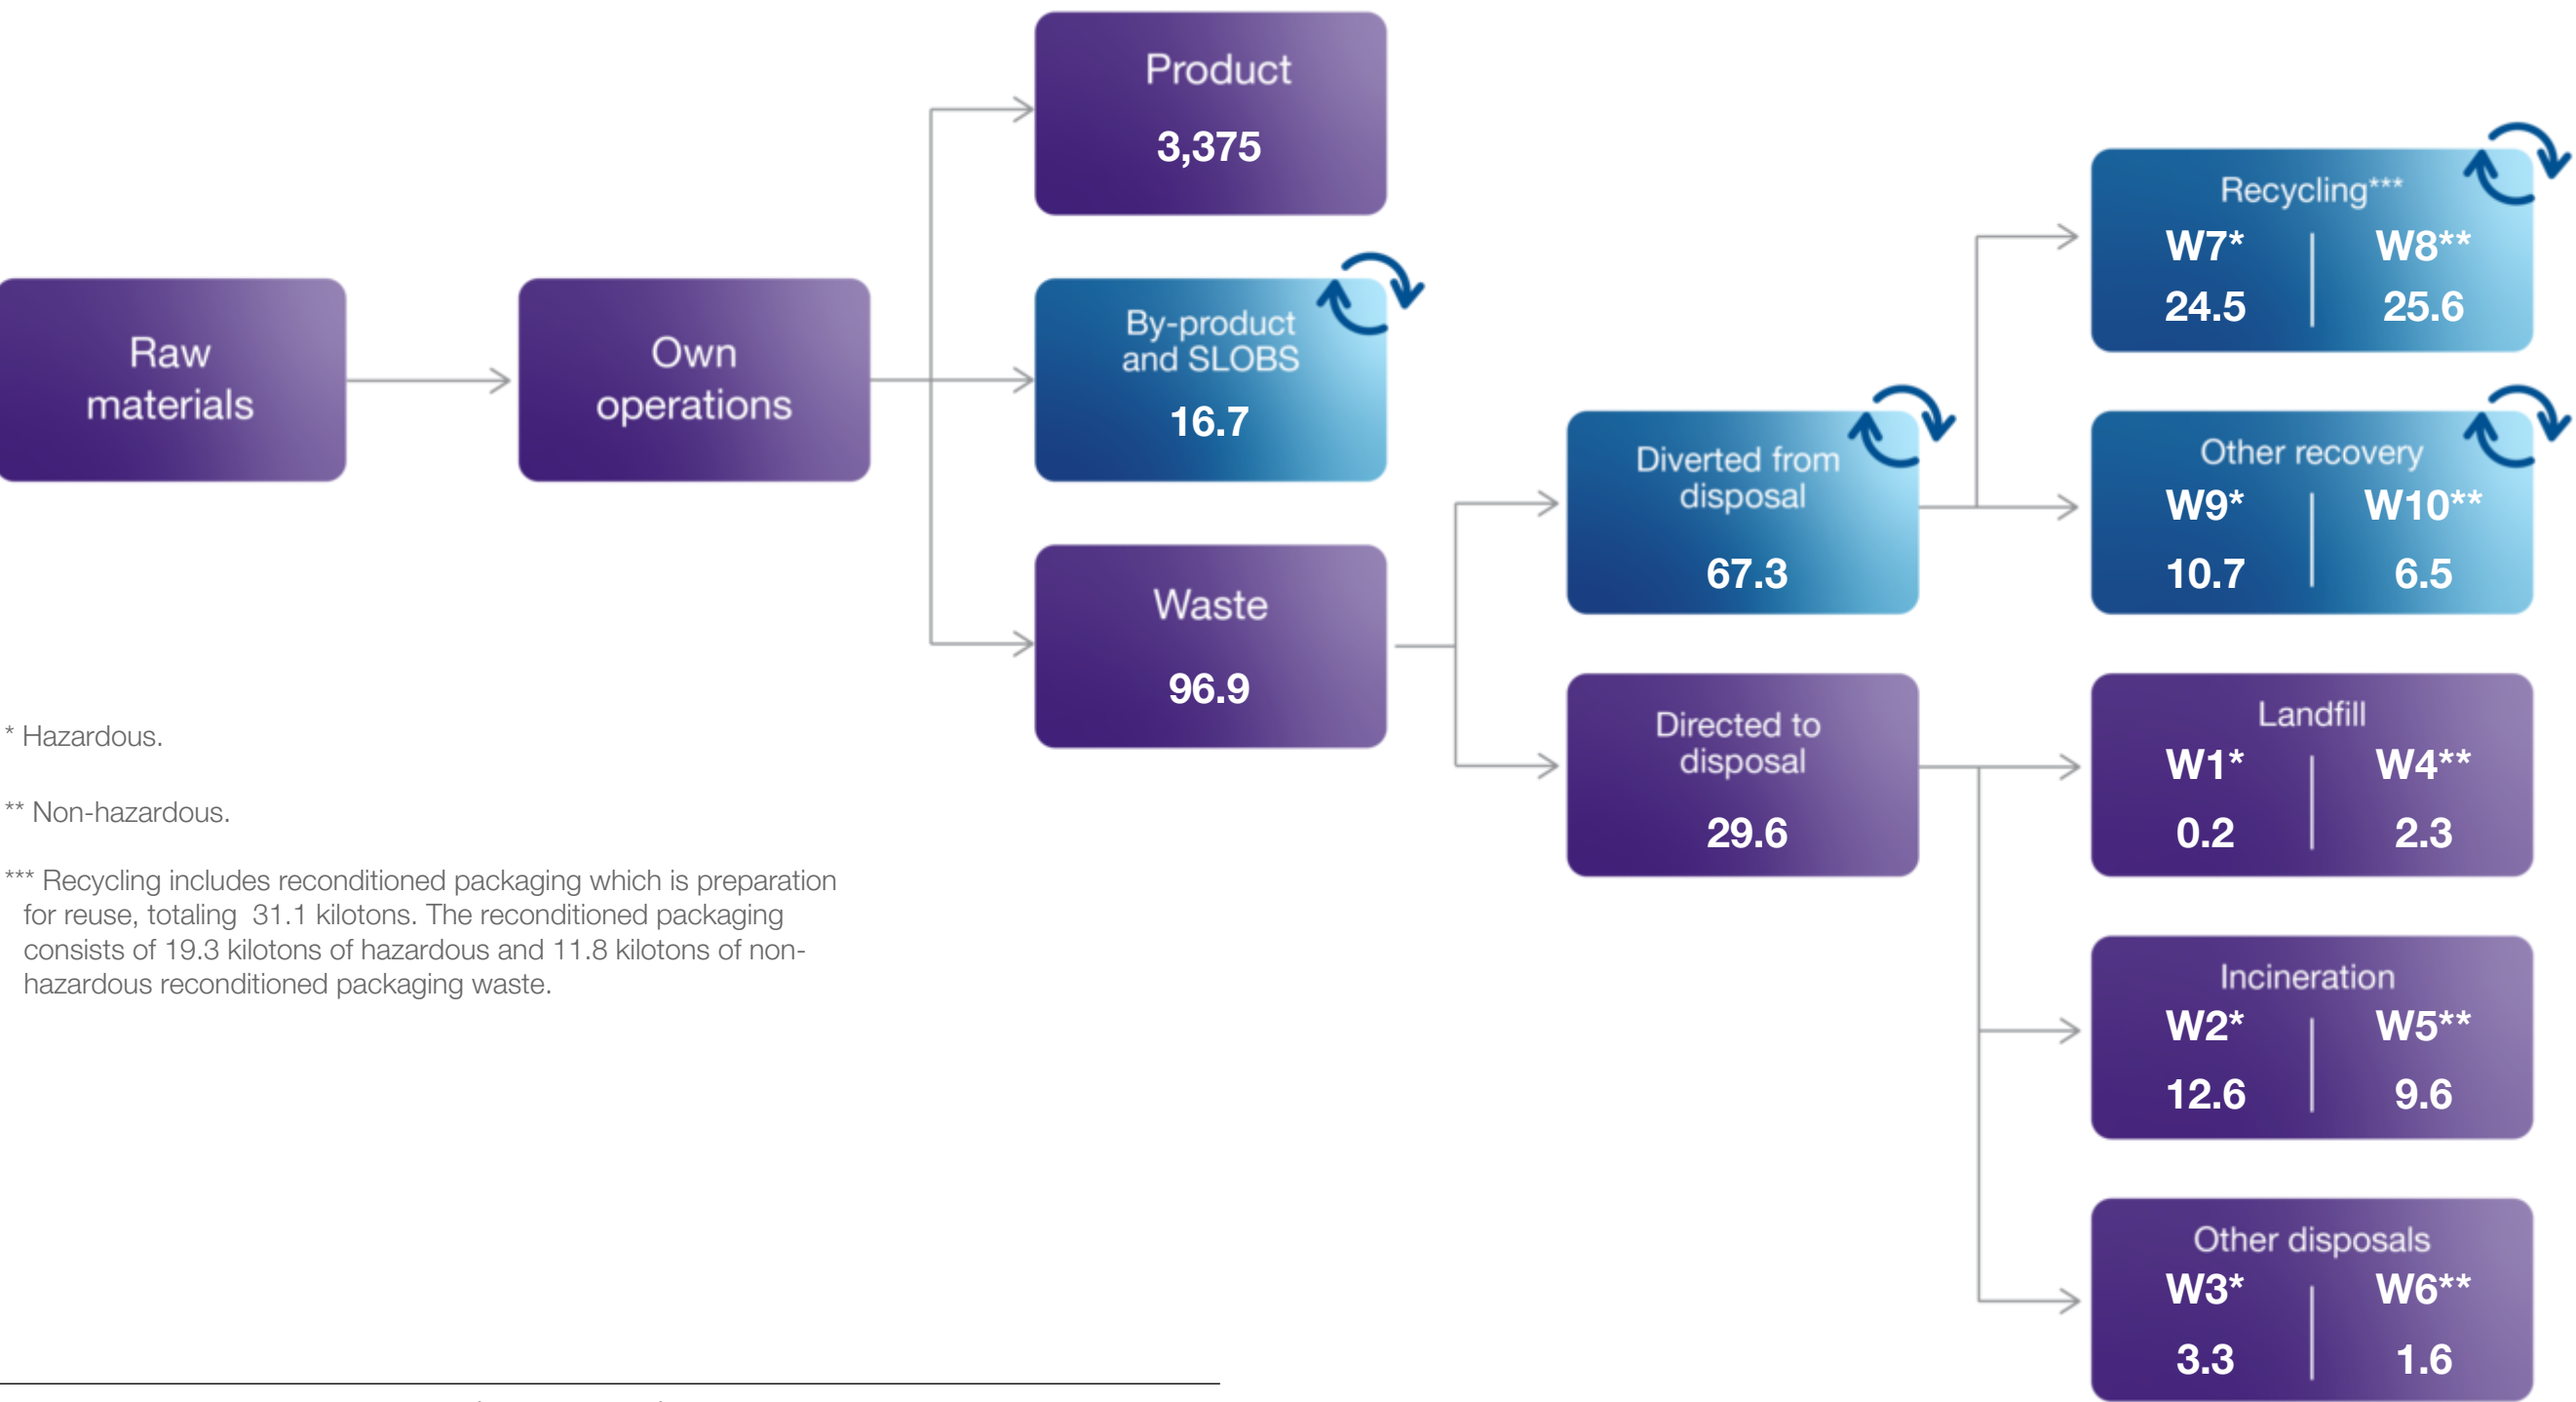 Raw
materials
Own
operations
Product
3,375
By-product
and SLOBS
16.7
Waste
96.9
Diverted from
disposal
67.3
Directed to
disposal
29.6
Recycling***
W7* W8**
24.5 25.6
Other recovery
W9* W10**
10.7 6.5
Landfill
W1* W4**
0.2 2.3
Incineration
W2* W5**
12.6 9.6
Other disposals
W3* W6**
3.3 1.6
* Hazardous.
** Non-hazardous.
*** Recycling includes reconditioned packaging which is preparation
for reuse, totaling 31.1 kilotons. The reconditioned packaging
consists of 19.3 kilotons of hazardous and 11.8 kilotons of non-
hazardous reconditioned packaging waste.